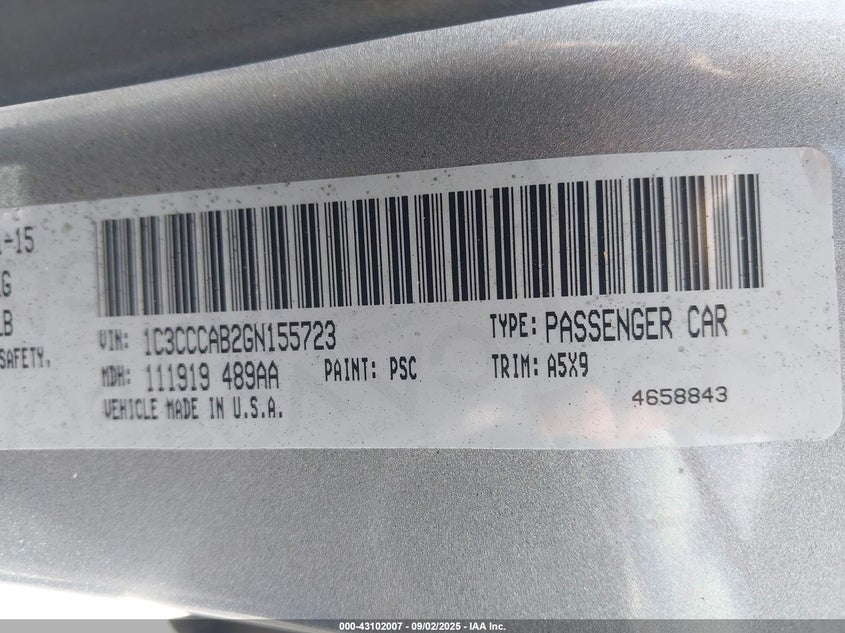 1-15
LB
SAFETY.
VIN: 1C3CCCAB2GN155723 TYPE: PASSENGER CAR
MDH: 111919 489AA PAINT: PSC TRIM: A5X9
VEHICLE MADE IN U.S.A. 4658843
000-43102007 - 09/02/2025 - IAA Inc.